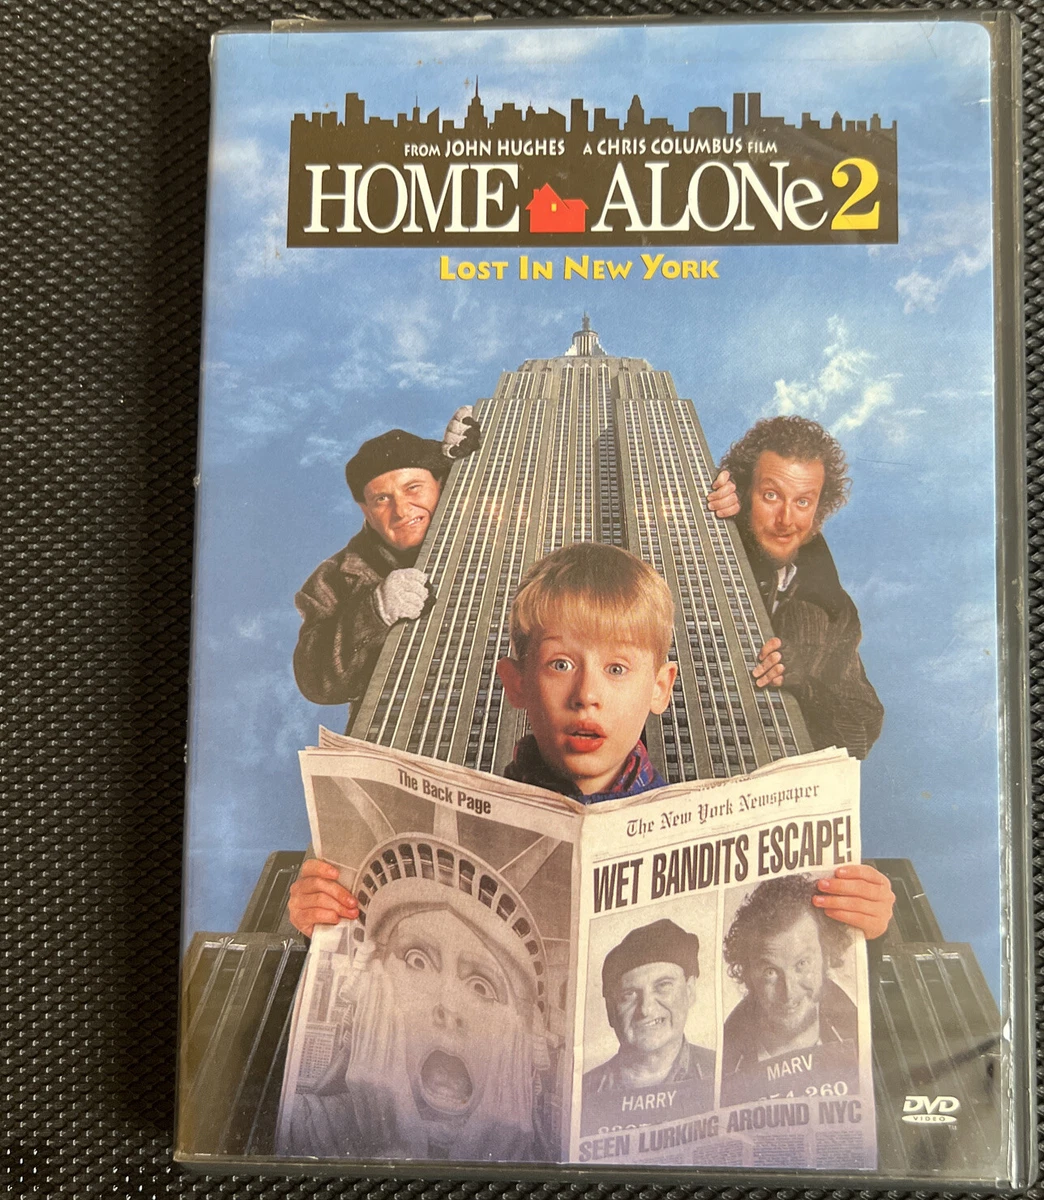 FROM JOHN HUGHES A CHRIS COLUMBUS FILM
HOME ALONe 2
LOST IN NEW YORK
The Back Page
The New York Newspaper
WET BANDITS ESCAPE!
HARRY
MARV
260
SEEN LURKING AROUND NYC
DVD
VIDEO